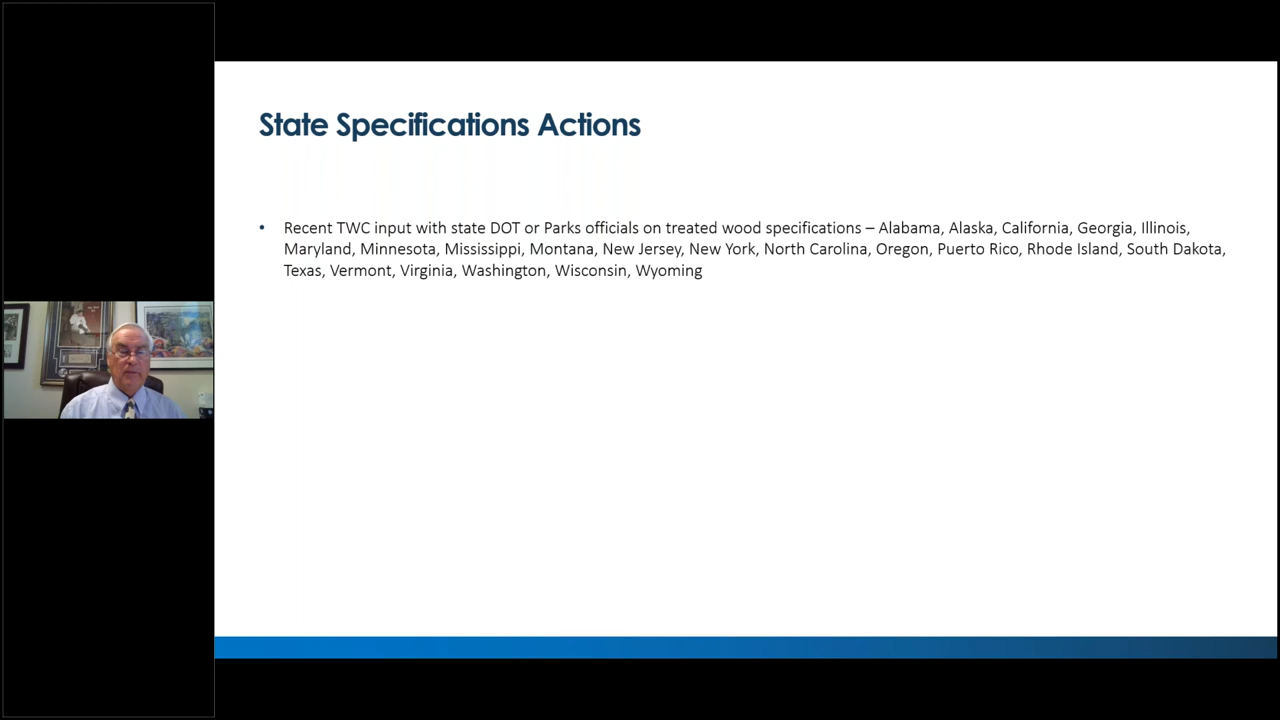 State Specifications Actions
• Recent TWC input with state DOT or Parks officials on treated wood specifications – Alabama, Alaska, California, Georgia, Illinois,
Maryland, Minnesota, Mississippi, Montana, New Jersey, New York, North Carolina, Oregon, Puerto Rico, Rhode Island, South Dakota,
Texas, Vermont, Virginia, Washington, Wisconsin, Wyoming